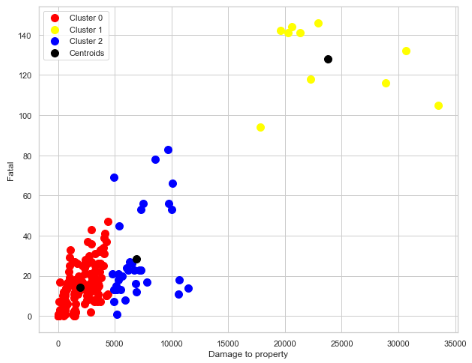 Cluster 0
Cluster 1
Cluster 2
Centroids
140
120
100
80
60
40
20
0
Fatal
0
5000
10000
15000
20000
25000
30000
35000
Damage to property